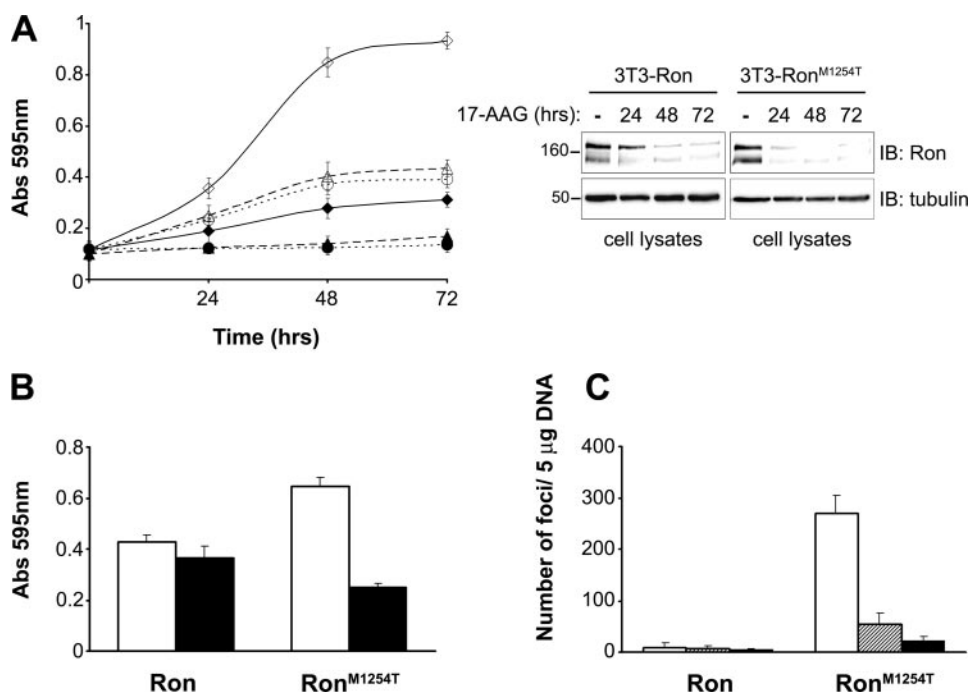 A
1
0.8
0.6
0.4
0.2
0
Abs 595nm
24
48
72
Time (hrs)
3T3-Ron
3T3-RonM1254T
17-AAG (hrs): - 24 48 72 - 24 48 72
160
IB: Ron
50
IB: tubulin
cell lysates
cell lysates
B
0.8
0.6
0.4
0.2
0
Abs 595nm
Ron
RonM1254T
C
Number of foci/ 5 μg DNA
400
300
200
100
0
Ron
RonM1254T